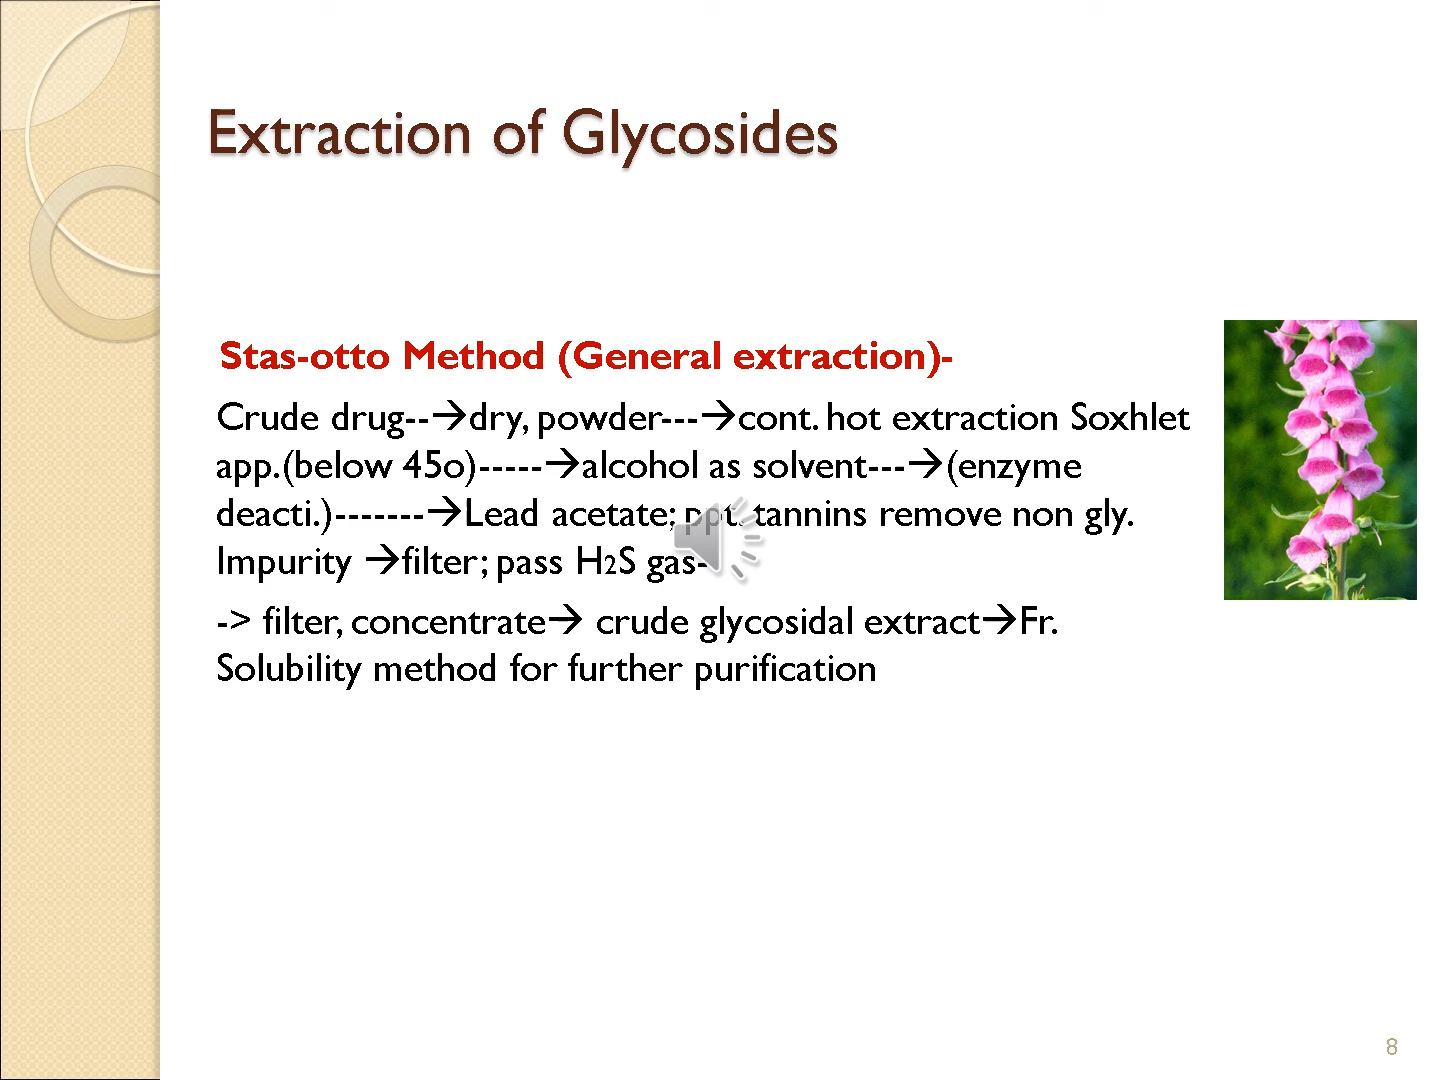 Extraction of Glycosides
Stas-otto Method (General extraction)-
Crude drug--→dry, powder---→cont. hot extraction Soxhlet
app.(below 45o)-----→alcohol as solvent---→(enzyme
deacti.)-------→Lead acetate; ppt. tannins remove non gly.
Impurity →filter; pass H2S gas-
-> filter, concentrate→ crude glycosidal extract→Fr.
Solubility method for further purification
8